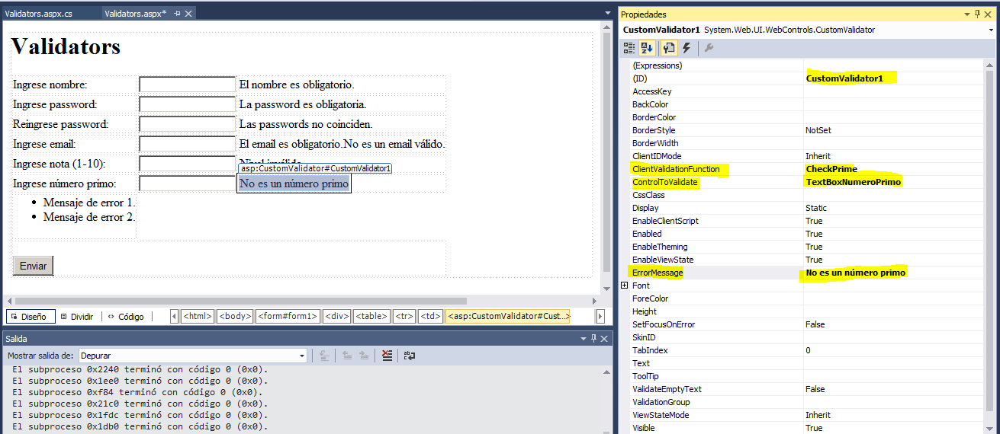 Validators.aspx.cs
Validators.aspx*
Validators
Ingrese nombre:
El nombre es obligatorio.
Ingrese password:
La password es obligatoria.
Reingrese password:
Las passwords no coinciden.
Ingrese email:
El email es obligatorio.No es un email válido.
Ingrese nota (1-10):
asp:CustomValidator#CustomValidator1
Ingrese número primo:
No es un número primo
Mensaje de error 1.
Mensaje de error 2.
Enviar
Diseño
Dividir
Código
<html>
<body>
<form#form1>
<div>
<table>
<tr>
<td>
<asp:CustomValidator#Cust...>
Salida
Mostrar salida de:
Depurar
El subproceso 0x2240 terminó con código 0 (0x0).
El subproceso 0x1ee0 terminó con código 0 (0x0).
El subproceso 0xf84 terminó con código 0 (0x0).
El subproceso 0x21c0 terminó con código 0 (0x0).
El subproceso 0x1fdc terminó con código 0 (0x0).
El subproceso 0x1db0 terminó con código 0 (0x0).
Propiedades
CustomValidator1 System.Web.UI.WebControls.CustomValidator
(Expressions)
(ID) CustomValidator1
AccessKey
BackColor
BorderColor
BorderStyle NotSet
BorderWidth
ClientIDMode Inherit
ClientValidationFunction CheckPrime
ControlToValidate TextBoxNumeroPrimo
CssClass
Display Static
EnableClientScript True
Enabled True
EnableTheming True
EnableViewState True
ErrorMessage No es un número primo
Font
ForeColor
Height
SetFocusOnError False
SkinID
TabIndex 0
Text
ToolTip
ValidateEmptyText False
ValidationGroup
ViewStateMode Inherit
Visible True